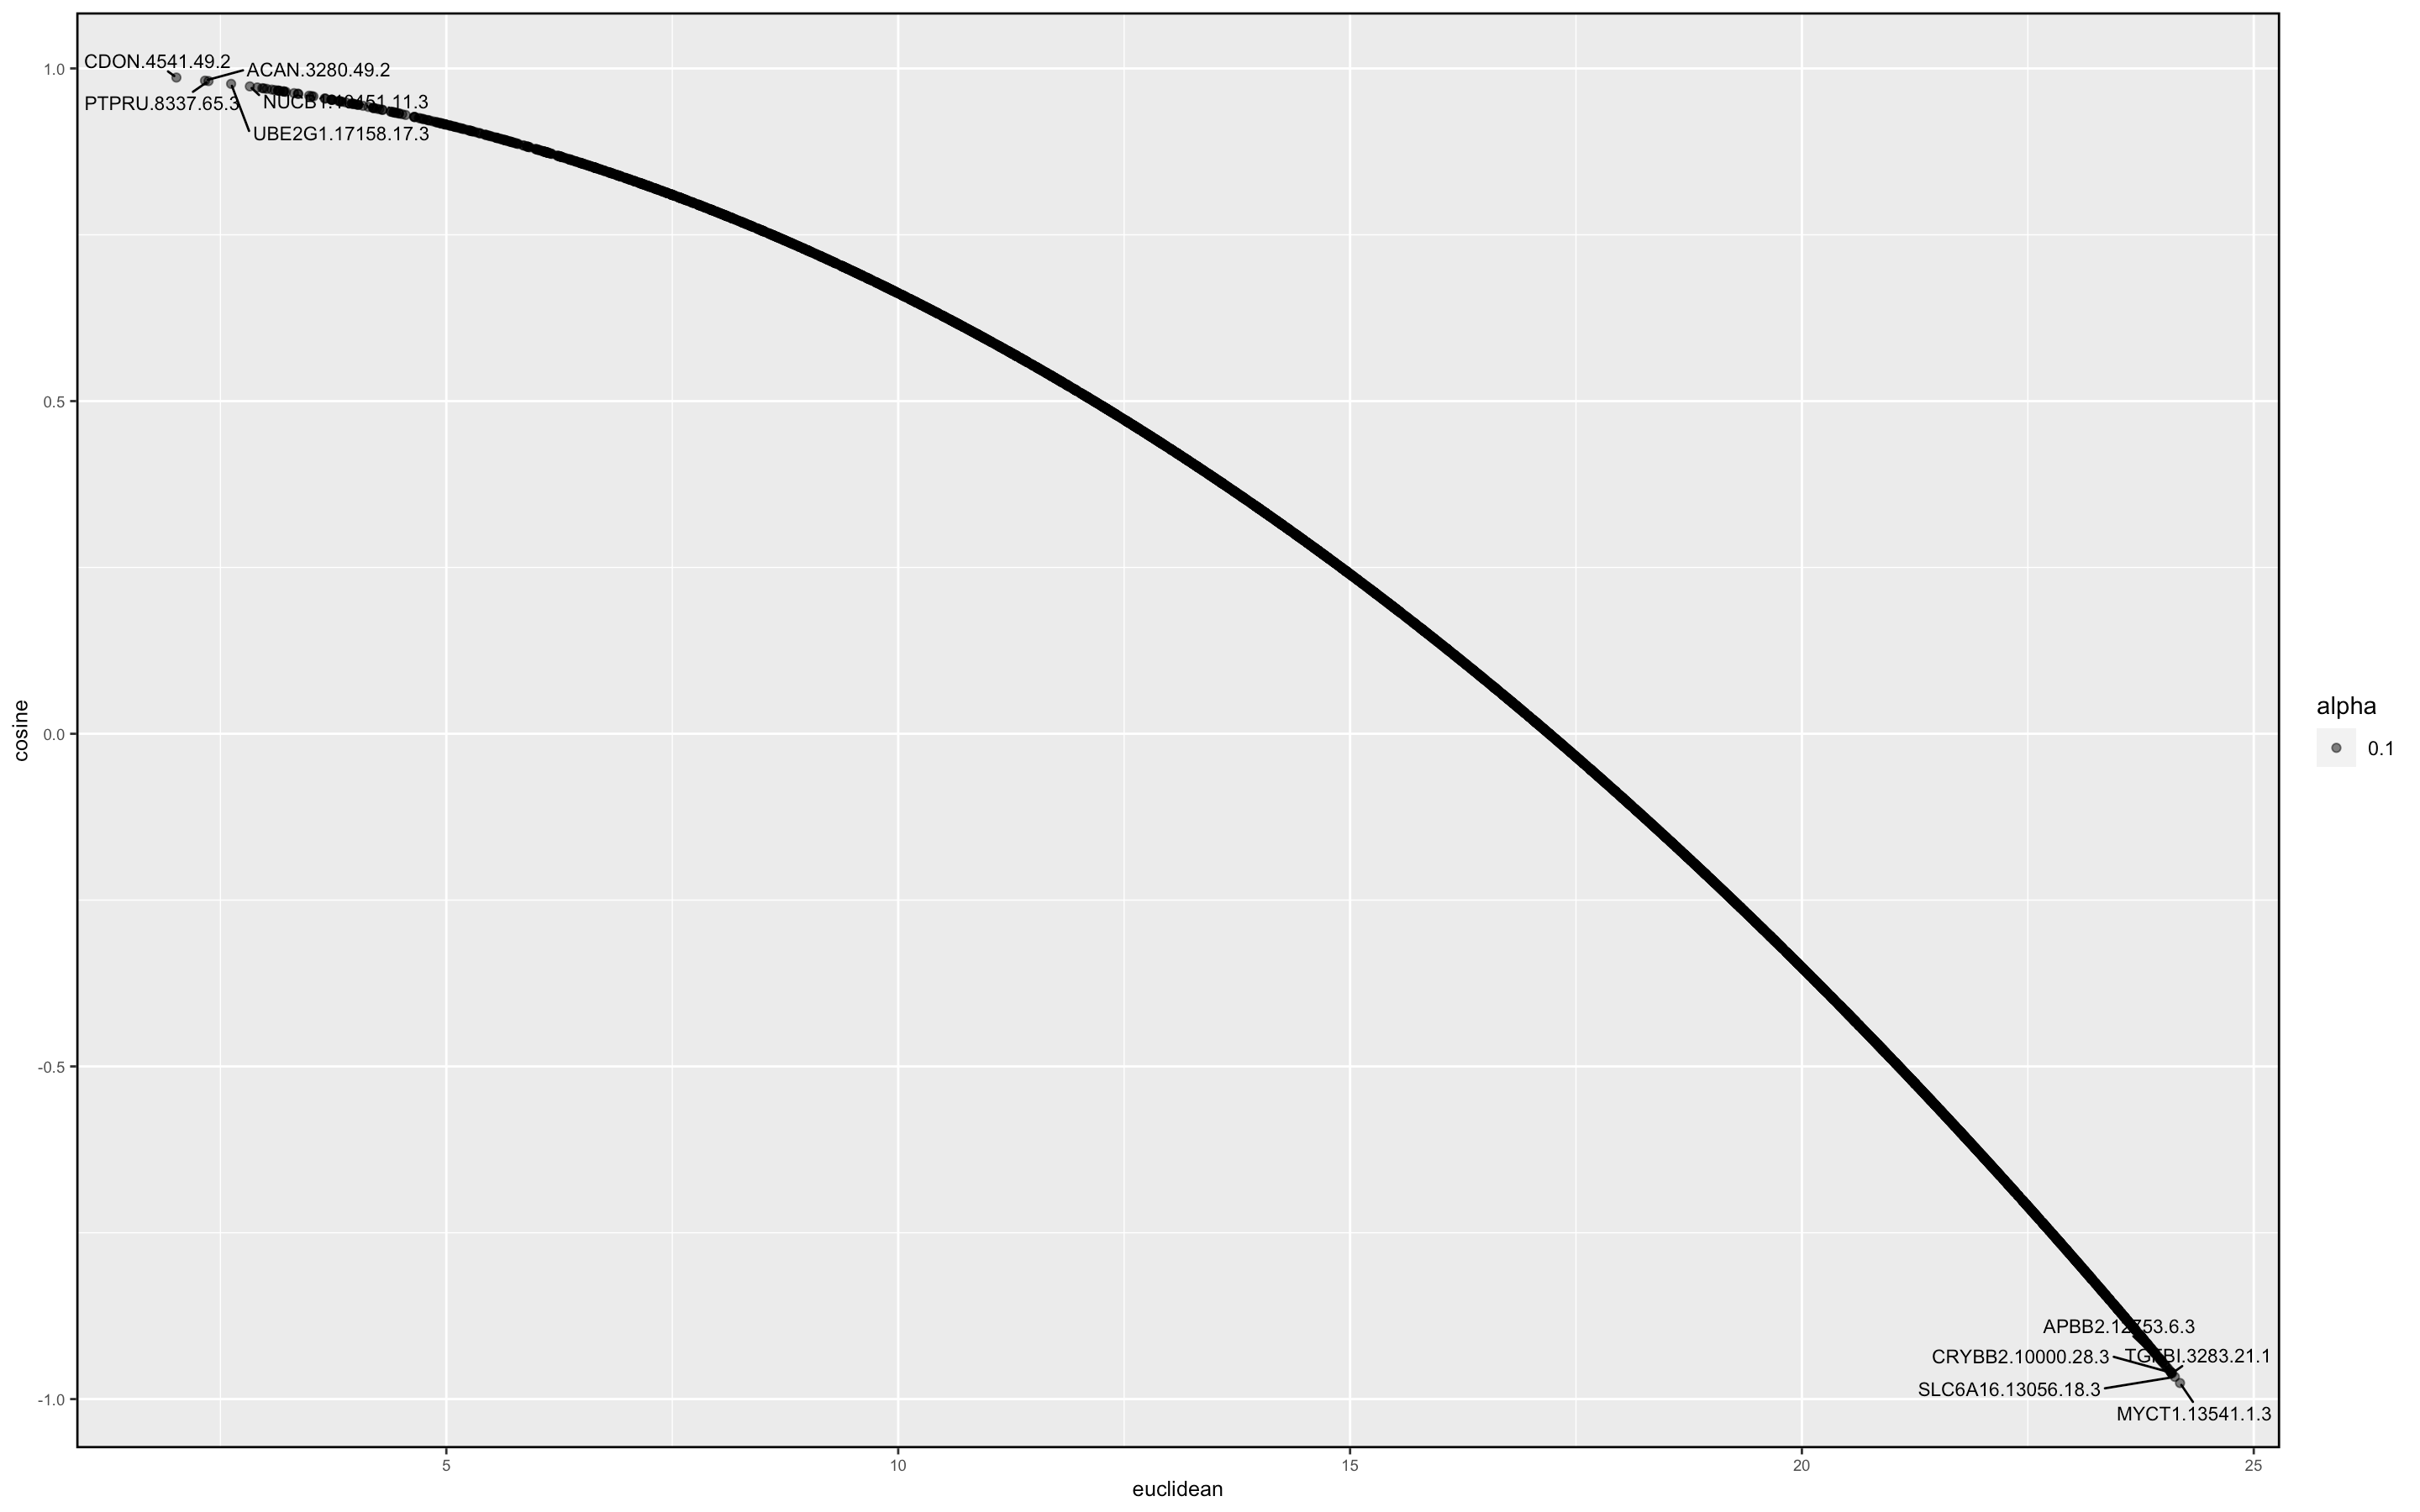 CDON.4541.49.2
ACAN.3280.49.2
PTPRU.8337.65.3
UBE2G1.17158.17.3
1.0
0.5
0.0
-0.5
-1.0
cosine
alpha
0.1
APBB2.12753.6.3
CRYBB2.10000.28.3
TGFBI.3283.21.1
SLC6A16.13056.18.3
MYCT1.13541.1.3
5
10
15
20
25
euclidean